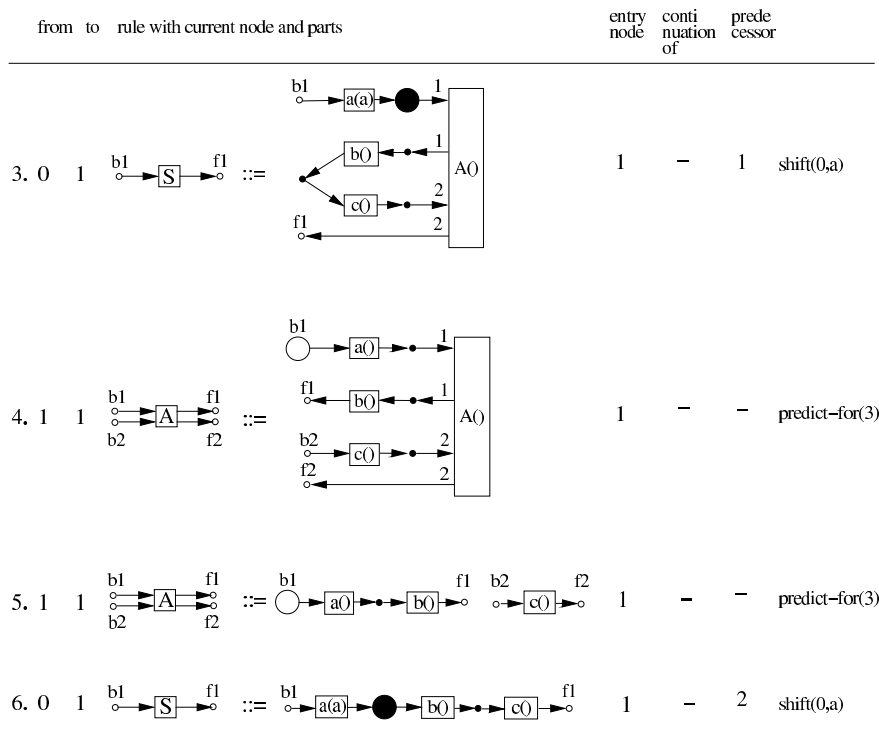 from to rule with current node and parts entry node conti nuation of prede cessor
b1 a(a) 1
b() 1
3. 0 1 b1 S f1 ::= A() 1 – 1 shift(0,a)
c() 2
f1 2
b1 a() 1
f1 b() 1
4. 1 1 b1 b2 A f1 f2 ::= A() 1 – – predict–for(3)
b2 c() 2
f2 2
5. 1 1 b1 b2 A f1 f2 ::= b1 a() b() f1 b2 c() f2 1 – – predict–for(3)
6. 0 1 b1 S f1 ::= b1 a(a) b() c() f1 1 – 2 shift(0,a)